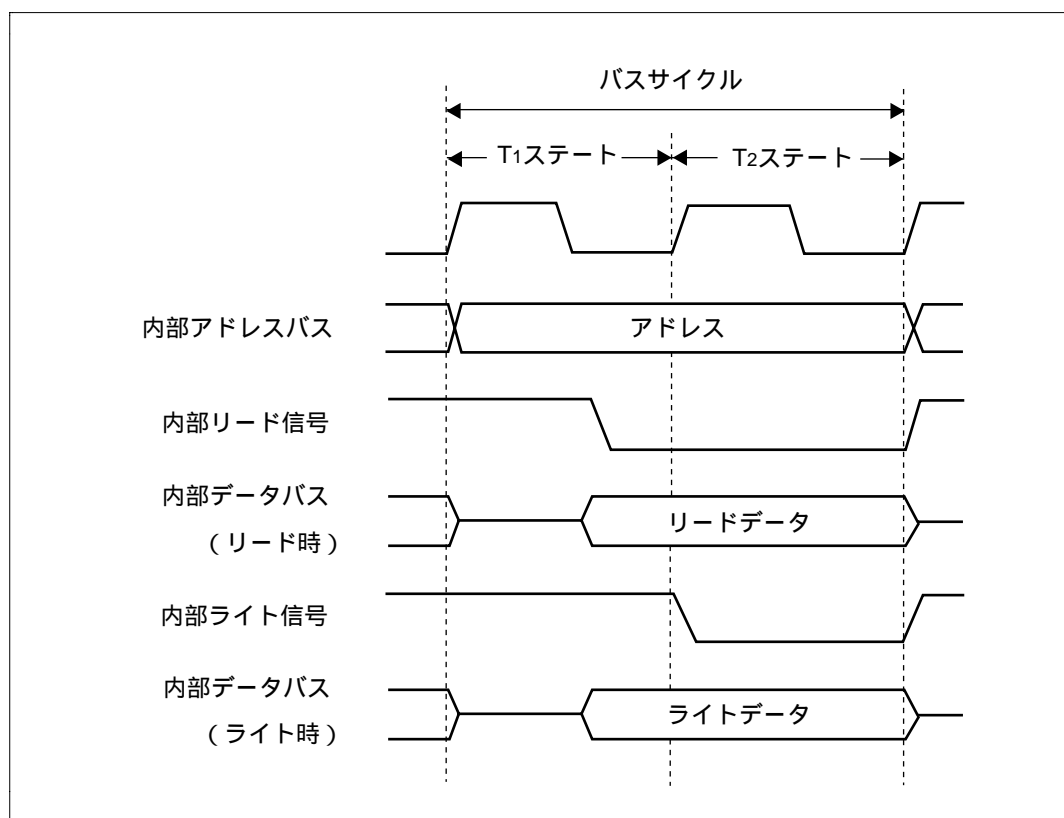 バスサイクル
T1ステート
T2ステート
内部アドレスバス
アドレス
内部リード信号
内部データバス
(リード時)
リードデータ
内部ライト信号
内部データバス
(ライト時)
ライトデータ